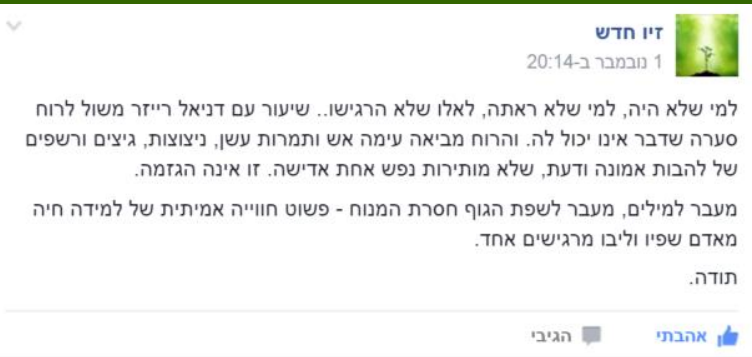 זיו חדש
1 נובמבר ב-20:14
למי שלא היה, למי שלא ראתה, לאלו שלא הרגישו.. שיעור עם דניאל רייזר משול לרוח
סערה שדבר אינו יכול לה. והרוח מביאה עימה אש ותמרות עשן, ניצוצות, גיצים ורשפים
של להבות אמונה ודעת, שלא מותירות נפש אחת אדישה. זו אינה הגזמה.
מעבר למילים, מעבר לשפת הגוף חסרת המנוח - פשוט חווייה אמיתית של למידה חיה
מאדם שפיו וליבו מרגישים אחד.
תודה.
אהבתי הגיבי